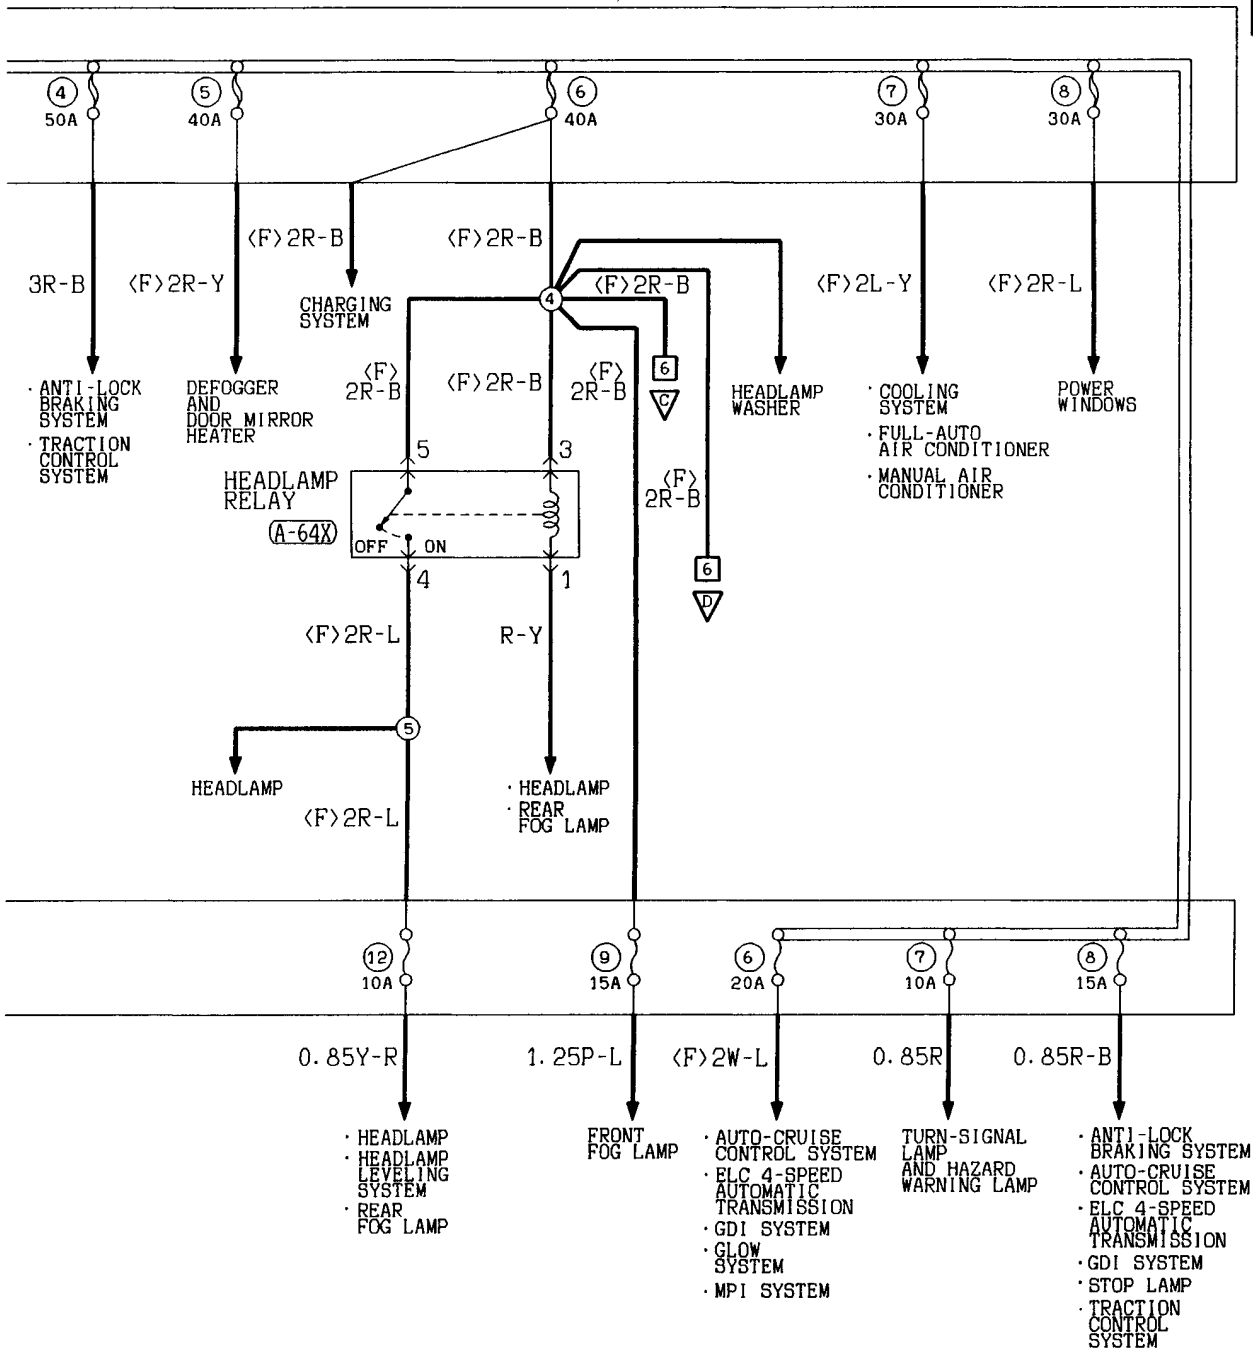 4
50A
5
40A
6
40A
7
30A
8
30A
3R-B
<F>2R-Y
<F>2R-B
<F>2R-B
<F>2R-B
<F>2L-Y
<F>2R-L
4
CHARGING
SYSTEM
· ANTI-LOCK
BRAKING
SYSTEM
· TRACTION
CONTROL
SYSTEM
DEFOGGER
AND
DOOR MIRROR
HEATER
<F>
2R-B
<F>2R-B
<F>
2R-B
6
C
HEADLAMP
WASHER
· COOLING
SYSTEM
· FULL-AUTO
AIR CONDITIONER
· MANUAL AIR
CONDITIONER
POWER
WINDOWS
5
3
HEADLAMP
RELAY
A-64X
OFF
ON
<F>
2R-B
4
1
6
D
<F>2R-L
R-Y
5
HEADLAMP
· HEADLAMP
· REAR
FOG LAMP
<F>2R-L
12
10A
9
15A
6
20A
7
10A
8
15A
0.85Y-R
1.25P-L
<F>2W-L
0.85R
0.85R-B
· HEADLAMP
· HEADLAMP
LEVELING
SYSTEM
· REAR
FOG LAMP
FRONT
FOG LAMP
· AUTO-CRUISE
CONTROL SYSTEM
· ELC 4-SPEED
AUTOMATIC
TRANSMISSION
· GDI SYSTEM
· GLOW
SYSTEM
· MPI SYSTEM
TURN-SIGNAL
LAMP
AND HAZARD
WARNING LAMP
· ANTI-LOCK
BRAKING SYSTEM
· AUTO-CRUISE
CONTROL SYSTEM
· ELC 4-SPEED
AUTOMATIC
TRANSMISSION
· GDI SYSTEM
· STOP LAMP
· TRACTION
CONTROL
SYSTEM